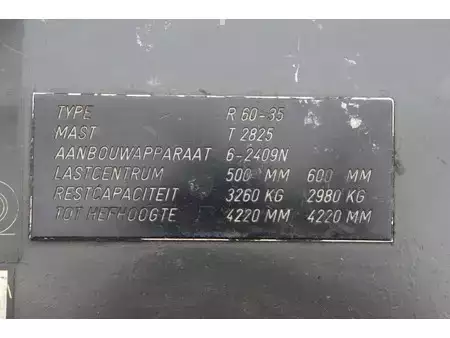 TYPE R 60-35
MAST T 2825
AANBOUWAPPARAAT 6-2409N
LASTCENTRUM 500 MM 600 MM
RESTCAPACITEIT 3260 KG 2980 KG
TOT HEFHOOGTE 4220 MM 4220 MM